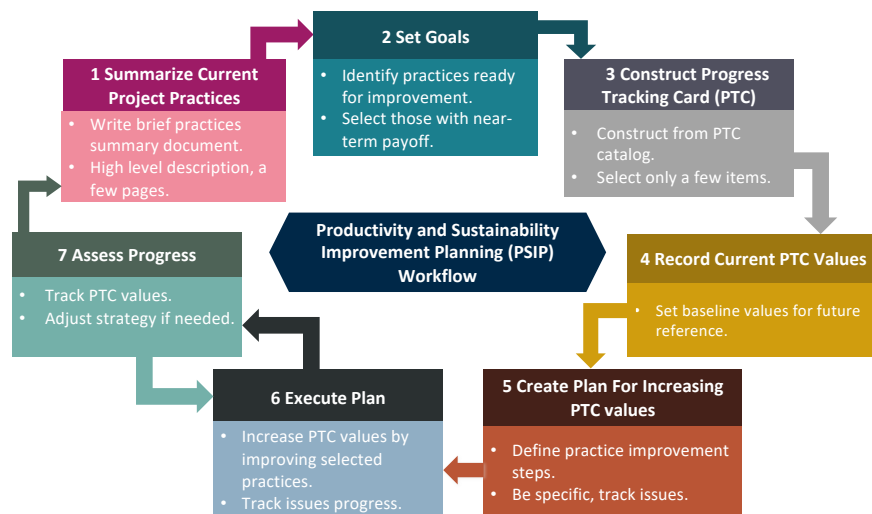 1 Summarize Current
Project Practices
• Write brief practices
summary document.
• High level description, a
few pages.
2 Set Goals
• Identify practices ready
for improvement.
• Select those with near-
term payoff.
3 Construct Progress
Tracking Card (PTC)
• Construct from PTC
catalog.
• Select only a few items.
Productivity and Sustainability
Improvement Planning (PSIP)
Workflow
4 Record Current PTC Values
• Set baseline values for future
reference.
5 Create Plan For Increasing
PTC values
• Define practice improvement
steps.
• Be specific, track issues.
6 Execute Plan
• Increase PTC values by
improving selected
practices.
• Track issues progress.
7 Assess Progress
• Track PTC values.
• Adjust strategy if needed.